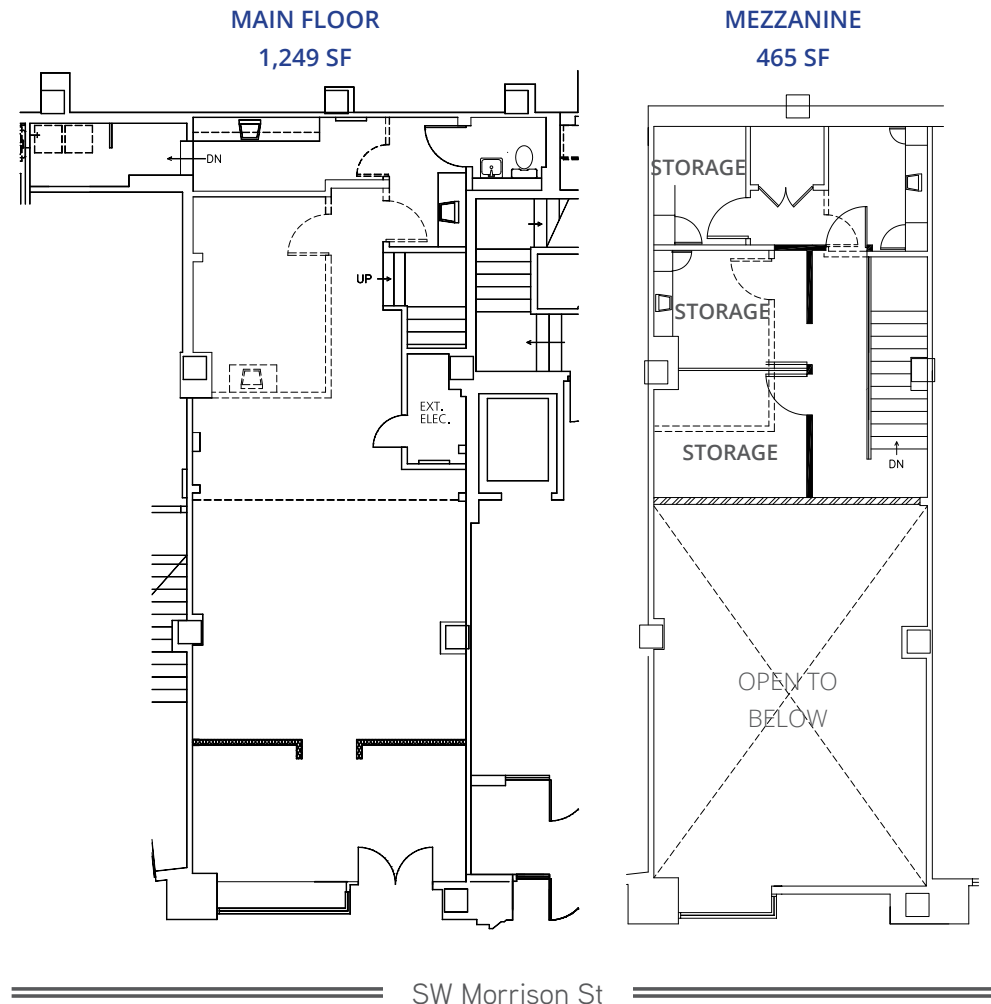 MAIN FLOOR
1,249 SF
DN
UP
EXT.
ELEC.
MEZZANINE
465 SF
STORAGE
STORAGE
STORAGE
DN
OPEN TO
BELOW
SW Morrison St